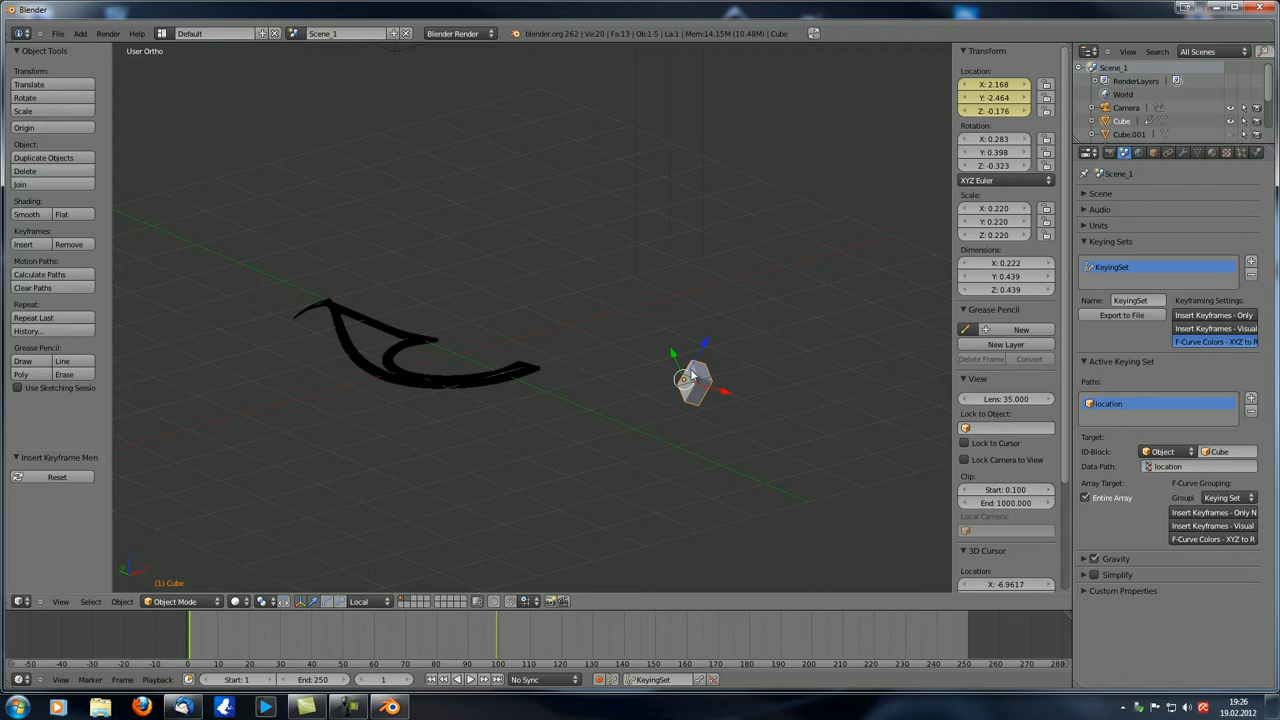 Blender
File Add Render Help Default Scene_1 Blender Render blender.org 262 | Ve:20 | Fa:13 | Ob:1-5 | La:1 | Mem:14.15M (10.48M) | Cube
Object Tools
Transform:
Translate
Rotate
Scale
Origin
Object:
Duplicate Objects
Delete
Join
Shading:
Smooth Flat
Keyframes:
Insert Remove
Motion Paths:
Calculate Paths
Clear Paths
Repeat:
Repeat Last
History...
Grease Pencil:
Draw Line
Poly Erase
Use Sketching Sessio
Insert Keyframe Men
Reset
User Ortho
(1) Cube
Transform
Location:
X: 2.168
Y: -2.464
Z: -0.176
Rotation:
X: 0.283
Y: 0.398
Z: -0.323
XYZ Euler
Scale:
X: 0.220
Y: 0.220
Z: 0.220
Dimensions:
X: 0.222
Y: 0.439
Z: 0.439
Grease Pencil
New
New Layer
Delete Frame Convert
View
Lens: 35.000
Lock to Object:
Lock to Cursor
Lock Camera to View
Clip:
Start: 0.100
End: 1000.000
Local Camera:
3D Cursor
Location:
X: -6.9617
View Search All Scenes
Scene_1
RenderLayers
World
Camera
Cube
Cube.001
Scene_1
Scene
Audio
Units
Keying Sets
KeyingSet
Name: KeyingSet Keyframing Settings:
Export to File Insert Keyframes - Only
Insert Keyframes - Visual
F-Curve Colors - XYZ to R
Active Keying Set
Paths:
location
Target:
ID-Block: Object Cube
Data Path: location
Array Target: F-Curve Grouping:
Entire Array Groupi Keying Set
Insert Keyframes - Only N
Insert Keyframes - Visual
F-Curve Colors - XYZ to R
Gravity
Simplify
Custom Properties
View Select Object Object Mode Local
-50 -40 -30 -20 -10 0 10 20 30 40 50 60 70 80 90 100 110 120 130 140 150 160 170 180 190 200 210 220 230 240 250 260 270 280
View Marker Frame Playback Start: 1 End: 250 1 No Sync KeyingSet
19:26
19.02.2012